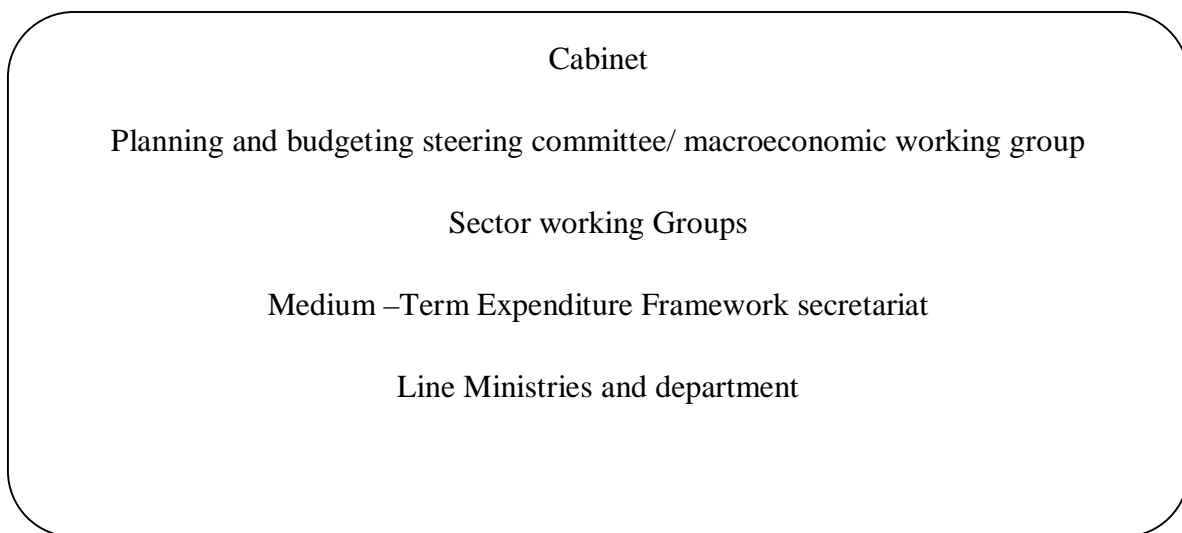 Cabinet
Planning and budgeting steering committee/ macroeconomic working group
Sector working Groups
Medium –Term Expenditure Framework secretariat
Line Ministries and department